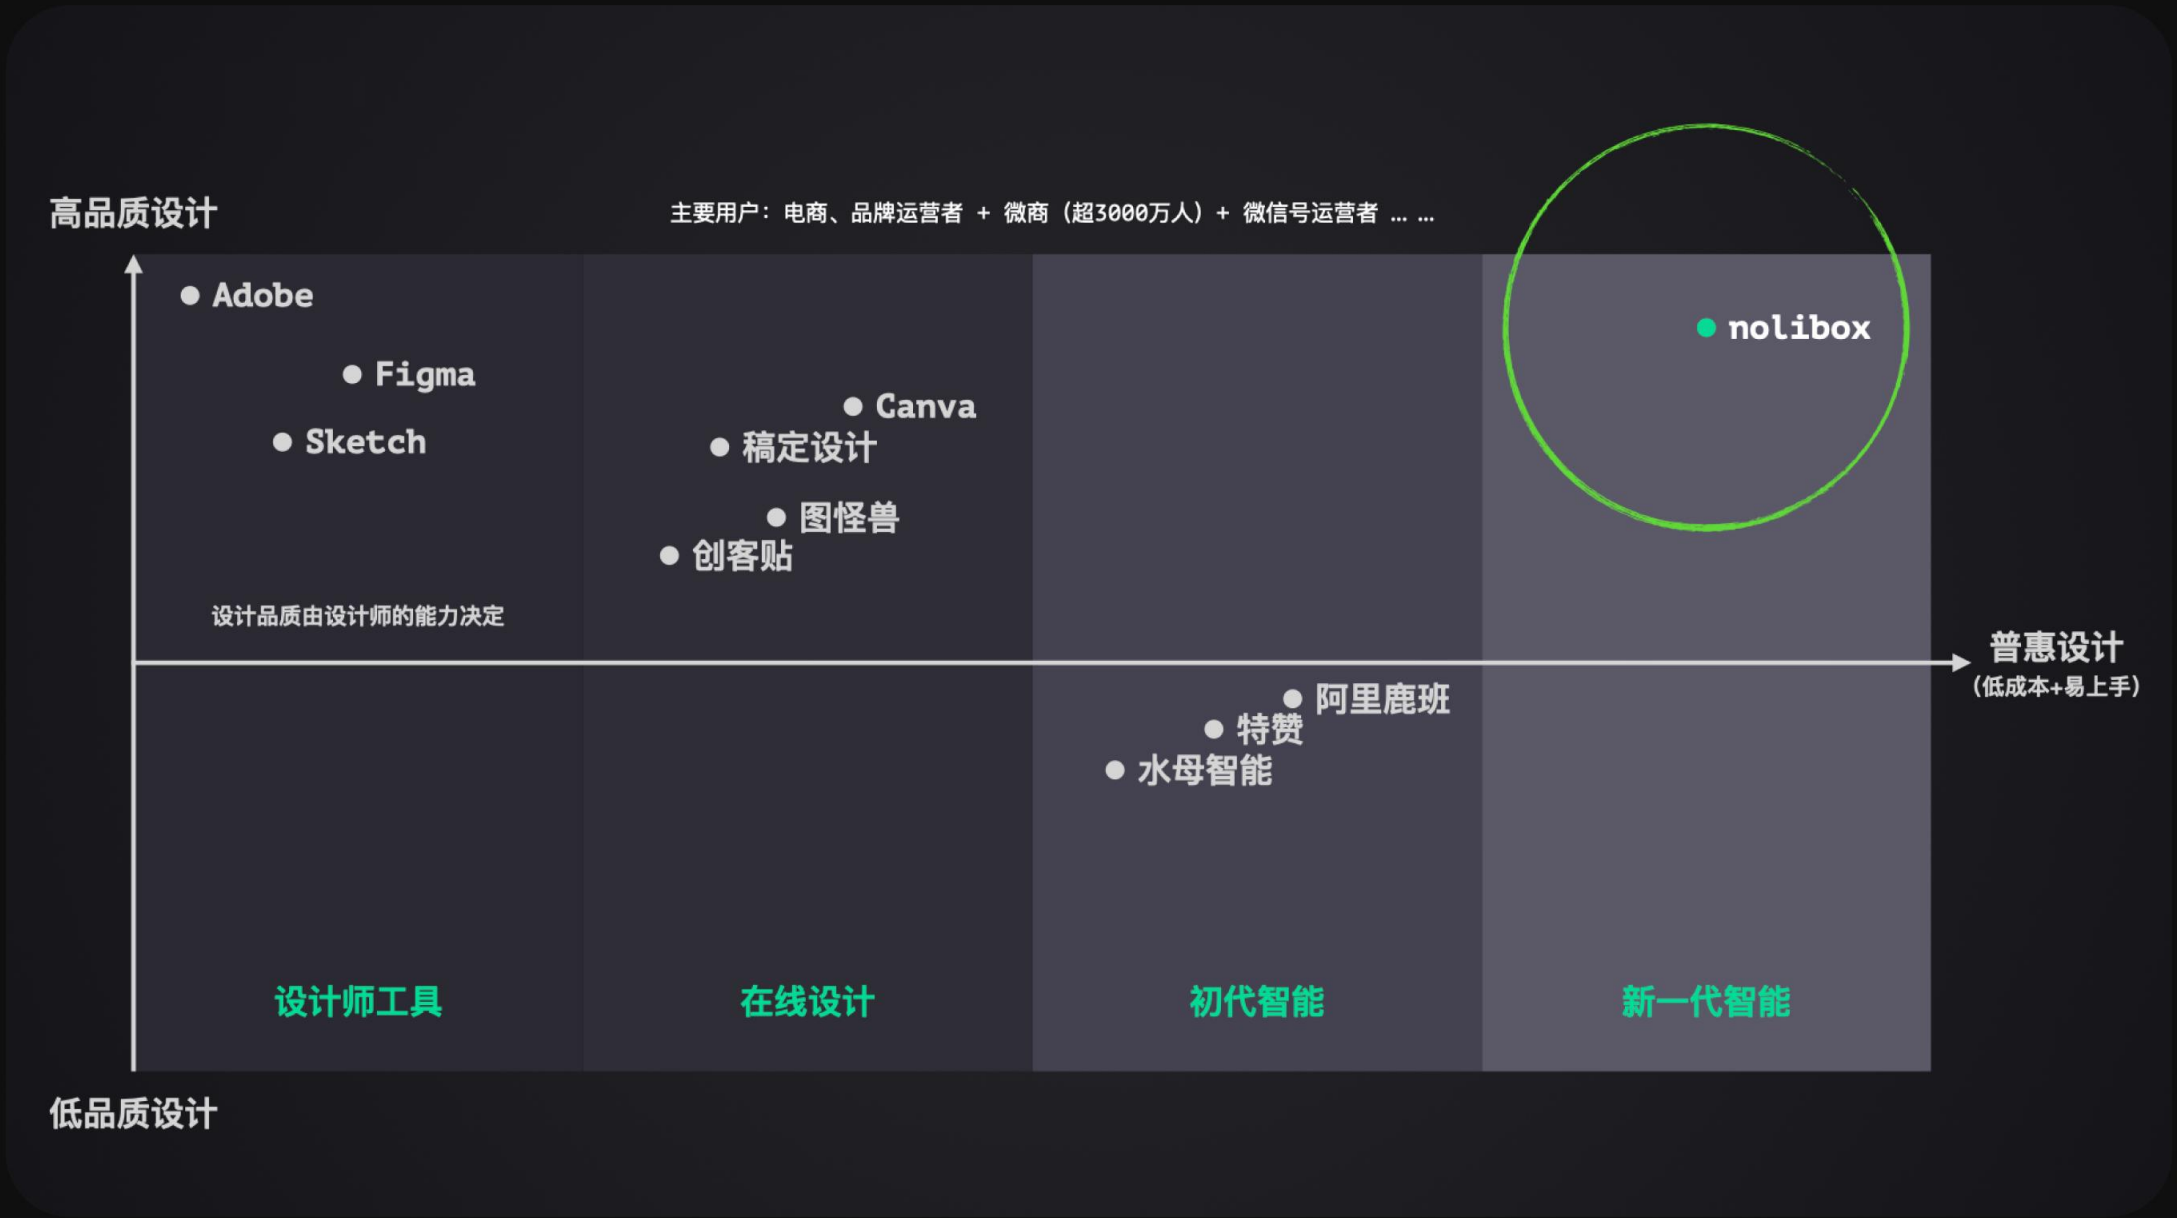 高品质设计
主要用户：电商、品牌运营者 + 微商（超3000万人）+ 微信号运营者 … …
Adobe
nolibox
Figma
Canva
Sketch
稿定设计
图怪兽
创客贴
设计品质由设计师的能力决定
普惠设计
（低成本+易上手）
阿里鹿班
特赞
水母智能
设计师工具
在线设计
初代智能
新一代智能
低品质设计